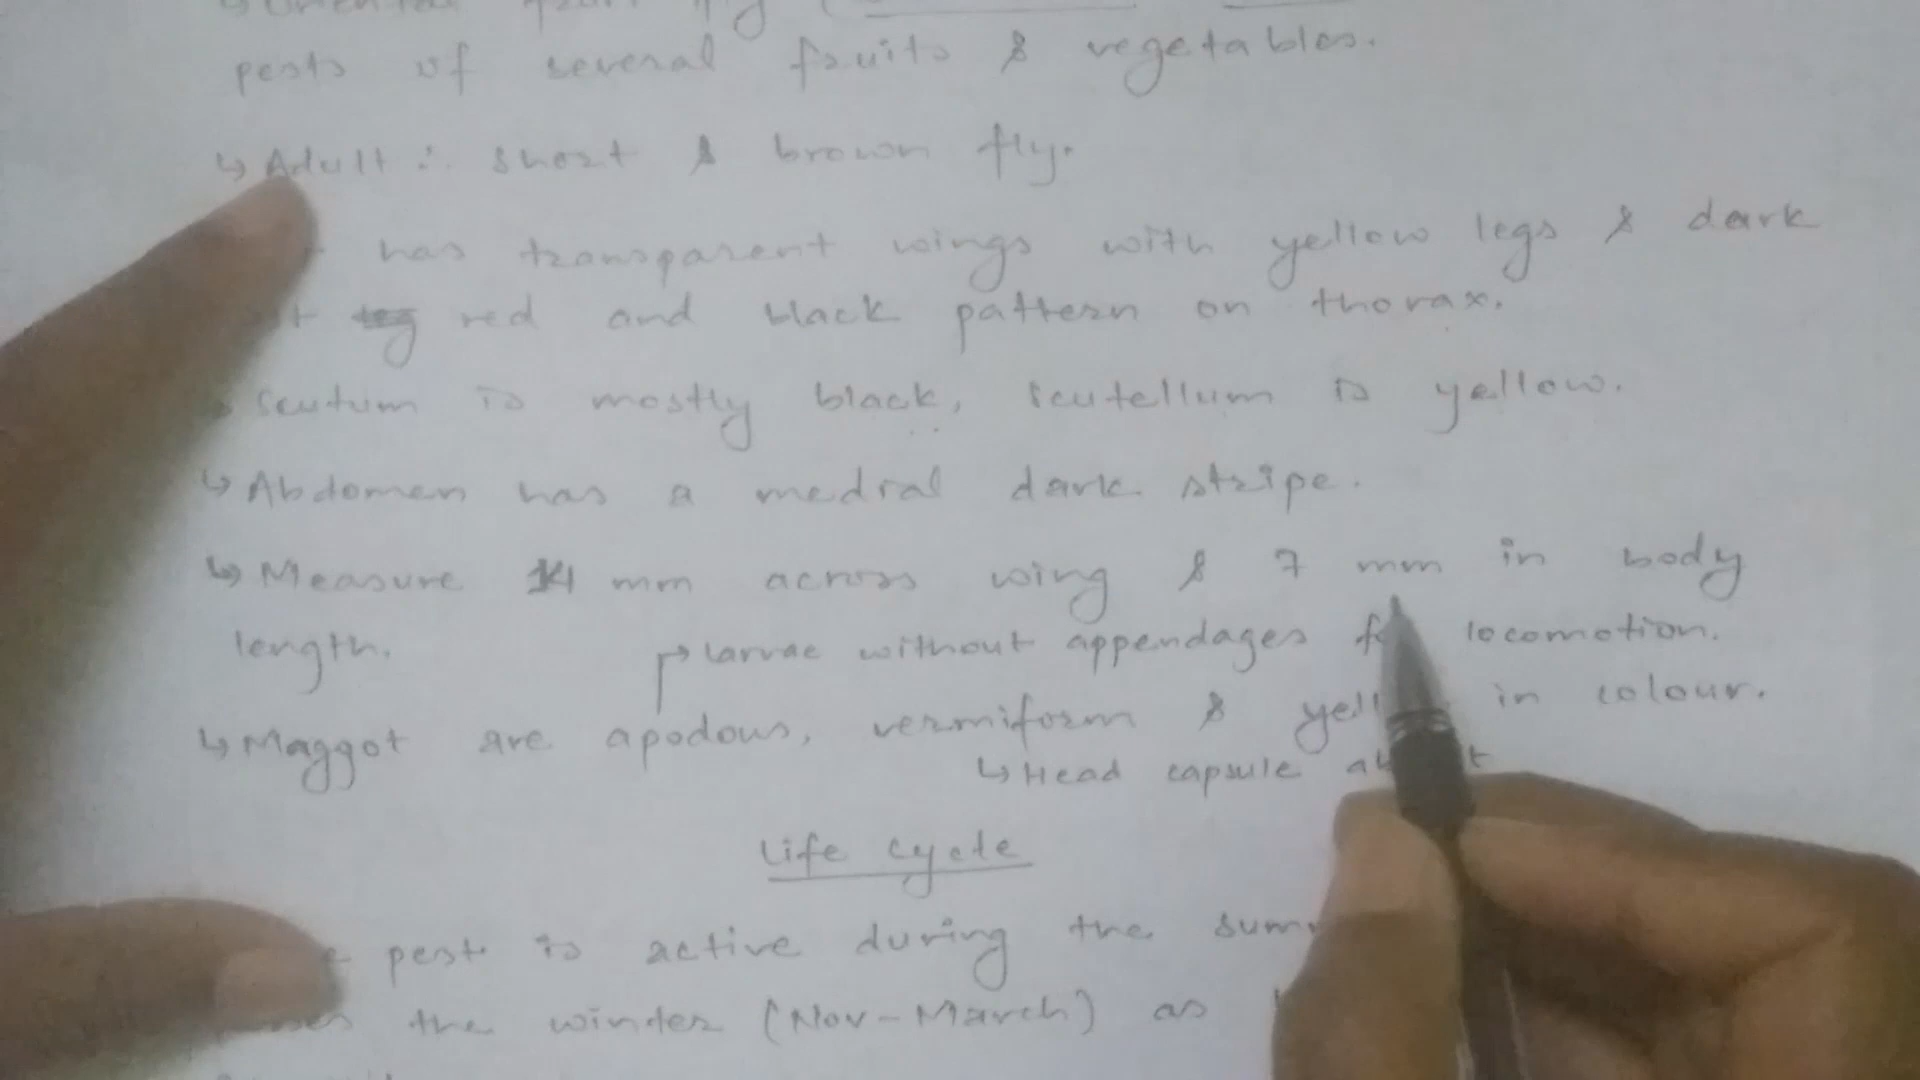 ↳ Oriental fruit fly (
pests of several fruits & vegetables.
↳ Adult :. short & brown fly.
has transparent wings with yellow legs & dark
red and black pattern on thorax.
Scutum is mostly black, scutellum is yellow.
↳ Abdomen has a medial dark stripe.
↳ Measure 14 mm across wing & 7 mm in body
length.
↳ larvae without appendages locomotion.
↳ Maggot are apodous, vermiform & in colour.
↳ Head capsule
Life cycle
pest is active during the
the winter (Nov-March) as